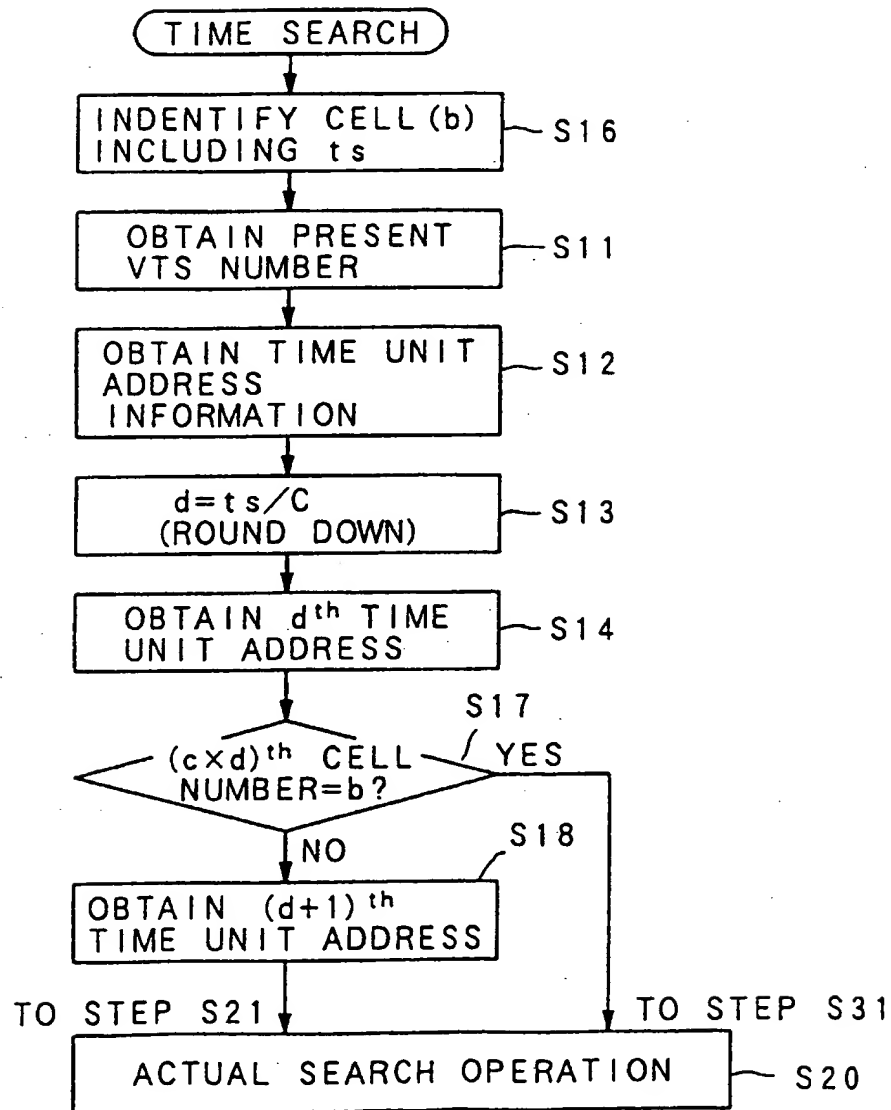 TIME SEARCH
INDENTIFY CELL (b)
INCLUDING ts
S16
OBTAIN PRESENT
VTS NUMBER
S11
OBTAIN TIME UNIT
ADDRESS
INFORMATION
S12
d=ts/C
(ROUND DOWN)
S13
OBTAIN dth TIME
UNIT ADDRESS
S14
S17
(c×d)th CELL
NUMBER=b?
YES
NO
S18
OBTAIN (d+1)th
TIME UNIT ADDRESS
TO STEP S21
TO STEP S31
ACTUAL SEARCH OPERATION
S20